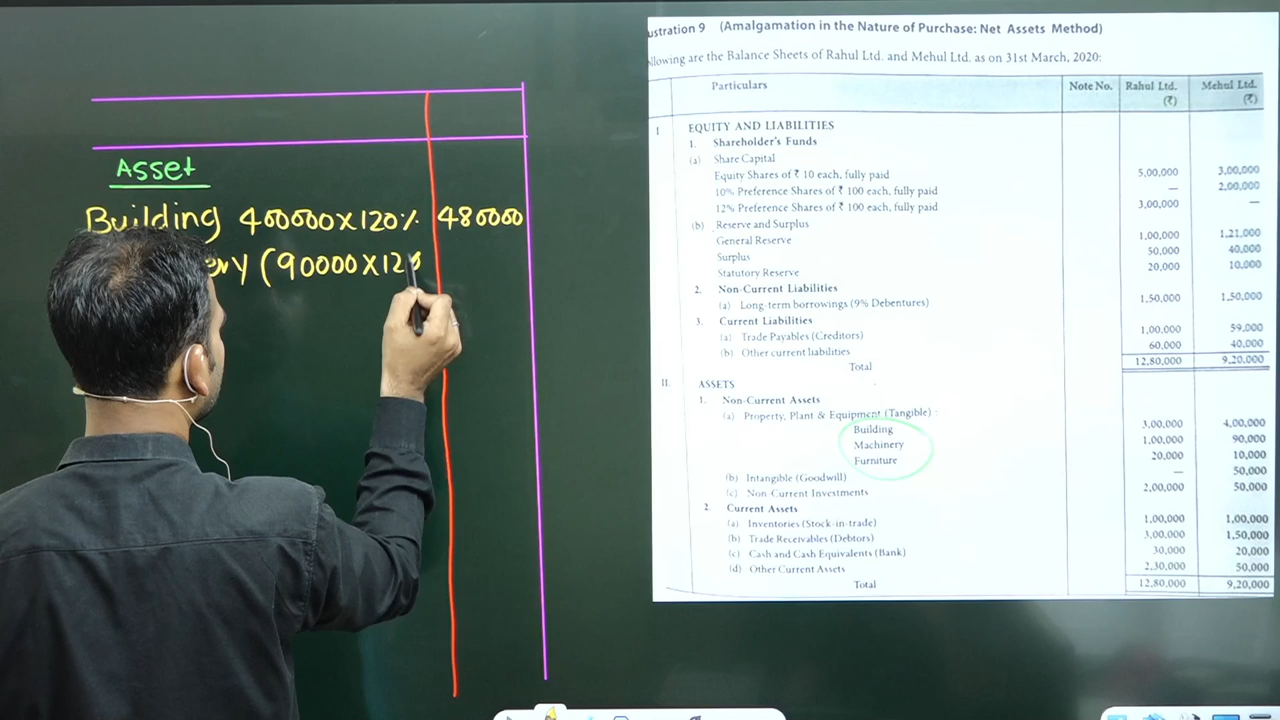 Asset
Building 400000 x 120% 480000
ery (90000 x 120
ustration 9 (Amalgamation in the Nature of Purchase: Net Assets Method)
llowing are the Balance Sheets of Rahul Ltd. and Mehul Ltd. as on 31st March, 2020:
Particulars Note No. Rahul Ltd. (₹) Mehul Ltd. (₹)
I EQUITY AND LIABILITIES
1. Shareholder's Funds
(a) Share Capital
Equity Shares of ₹ 10 each, fully paid 5,00,000 3,00,000
10% Preference Shares of ₹ 100 each, fully paid — 2,00,000
12% Preference Shares of ₹ 100 each, fully paid 3,00,000 —
(b) Reserve and Surplus
General Reserve 1,00,000 1,21,000
Surplus 50,000 40,000
Statutory Reserve 20,000 10,000
2. Non-Current Liabilities
(a) Long-term borrowings (9% Debentures) 1,50,000 1,50,000
3. Current Liabilities
(a) Trade Payables (Creditors) 1,00,000 59,000
(b) Other current liabilities 60,000 40,000
Total 12,80,000 9,20,000
II. ASSETS
1. Non-Current Assets
(a) Property, Plant & Equipment (Tangible) :
Building 3,00,000 4,00,000
Machinery 1,00,000 90,000
Furniture 20,000 10,000
(b) Intangible (Goodwill) — 50,000
(c) Non-Current Investments 2,00,000 50,000
2. Current Assets
(a) Inventories (Stock-in-trade) 1,00,000 1,00,000
(b) Trade Receivables (Debtors) 3,00,000 1,50,000
(c) Cash and Cash Equivalents (Bank) 30,000 20,000
(d) Other Current Assets 2,30,000 50,000
Total 12,80,000 9,20,000